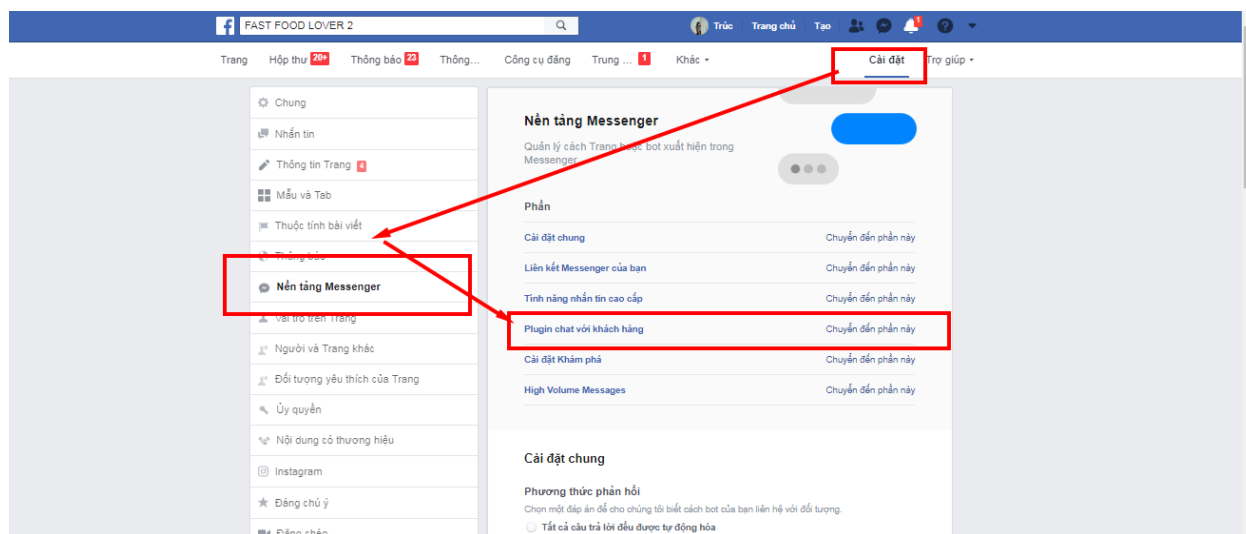 FAST FOOD LOVER 2
Trúc Trang chủ Tạo 1
Trang Hộp thư 20+ Thông báo 23 Thông... Công cụ đăng Trung ... 1 Khác Cài đặt Trợ giúp
Chung
Nhắn tin
Thông tin Trang 4
Mẫu và Tab
Thuộc tính bài viết
Thông báo
Nền tảng Messenger
Vai trò trên Trang
Người và Trang khác
Đối tượng yêu thích của Trang
Ủy quyền
Nội dung có thương hiệu
Instagram
Đáng chú ý
Đăng chéo
Nền tảng Messenger
Quản lý cách Trang hoặc bot xuất hiện trong
Messenger
Phần
Cài đặt chung Chuyển đến phần này
Liên kết Messenger của bạn Chuyển đến phần này
Tính năng nhắn tin cao cấp Chuyển đến phần này
Plugin chat với khách hàng Chuyển đến phần này
Cài đặt Khám phá Chuyển đến phần này
High Volume Messages Chuyển đến phần này
Cài đặt chung
Phương thức phản hồi
Chọn một đáp án để cho chúng tôi biết cách bot của bạn liên hệ với đối tượng.
Tất cả câu trả lời đều được tự động hóa